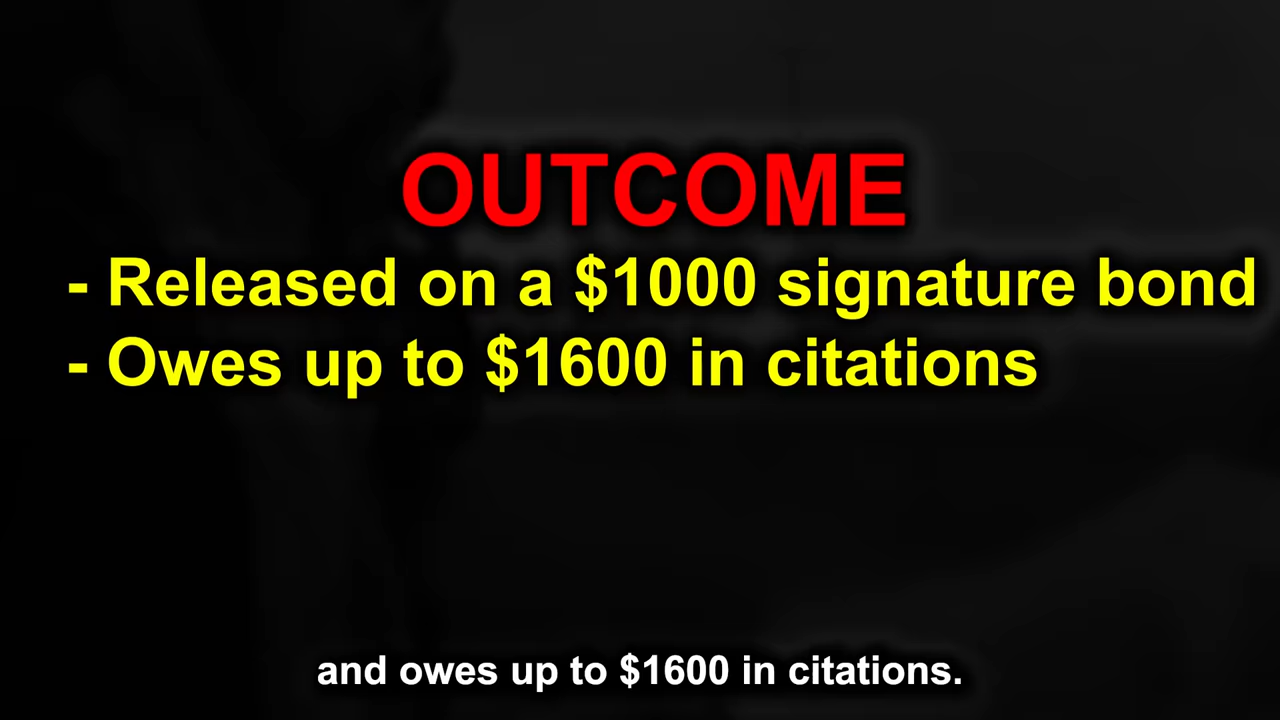 OUTCOME
- Released on a $1000 signature bond
- Owes up to $1600 in citations
and owes up to $1600 in citations.